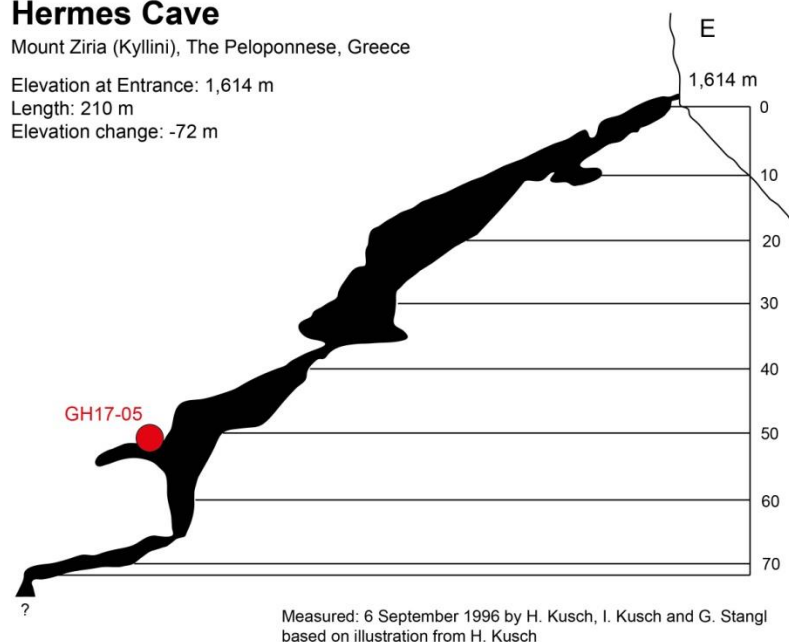 Hermes Cave
Mount Ziria (Kyllini), The Peloponnese, Greece
Elevation at Entrance: 1,614 m
Length: 210 m
Elevation change: -72 m
E
1,614 m
0
10
20
30
40
GH17-05
50
60
70
?
Measured: 6 September 1996 by H. Kusch, I. Kusch and G. Stangl
based on illustration from H. Kusch